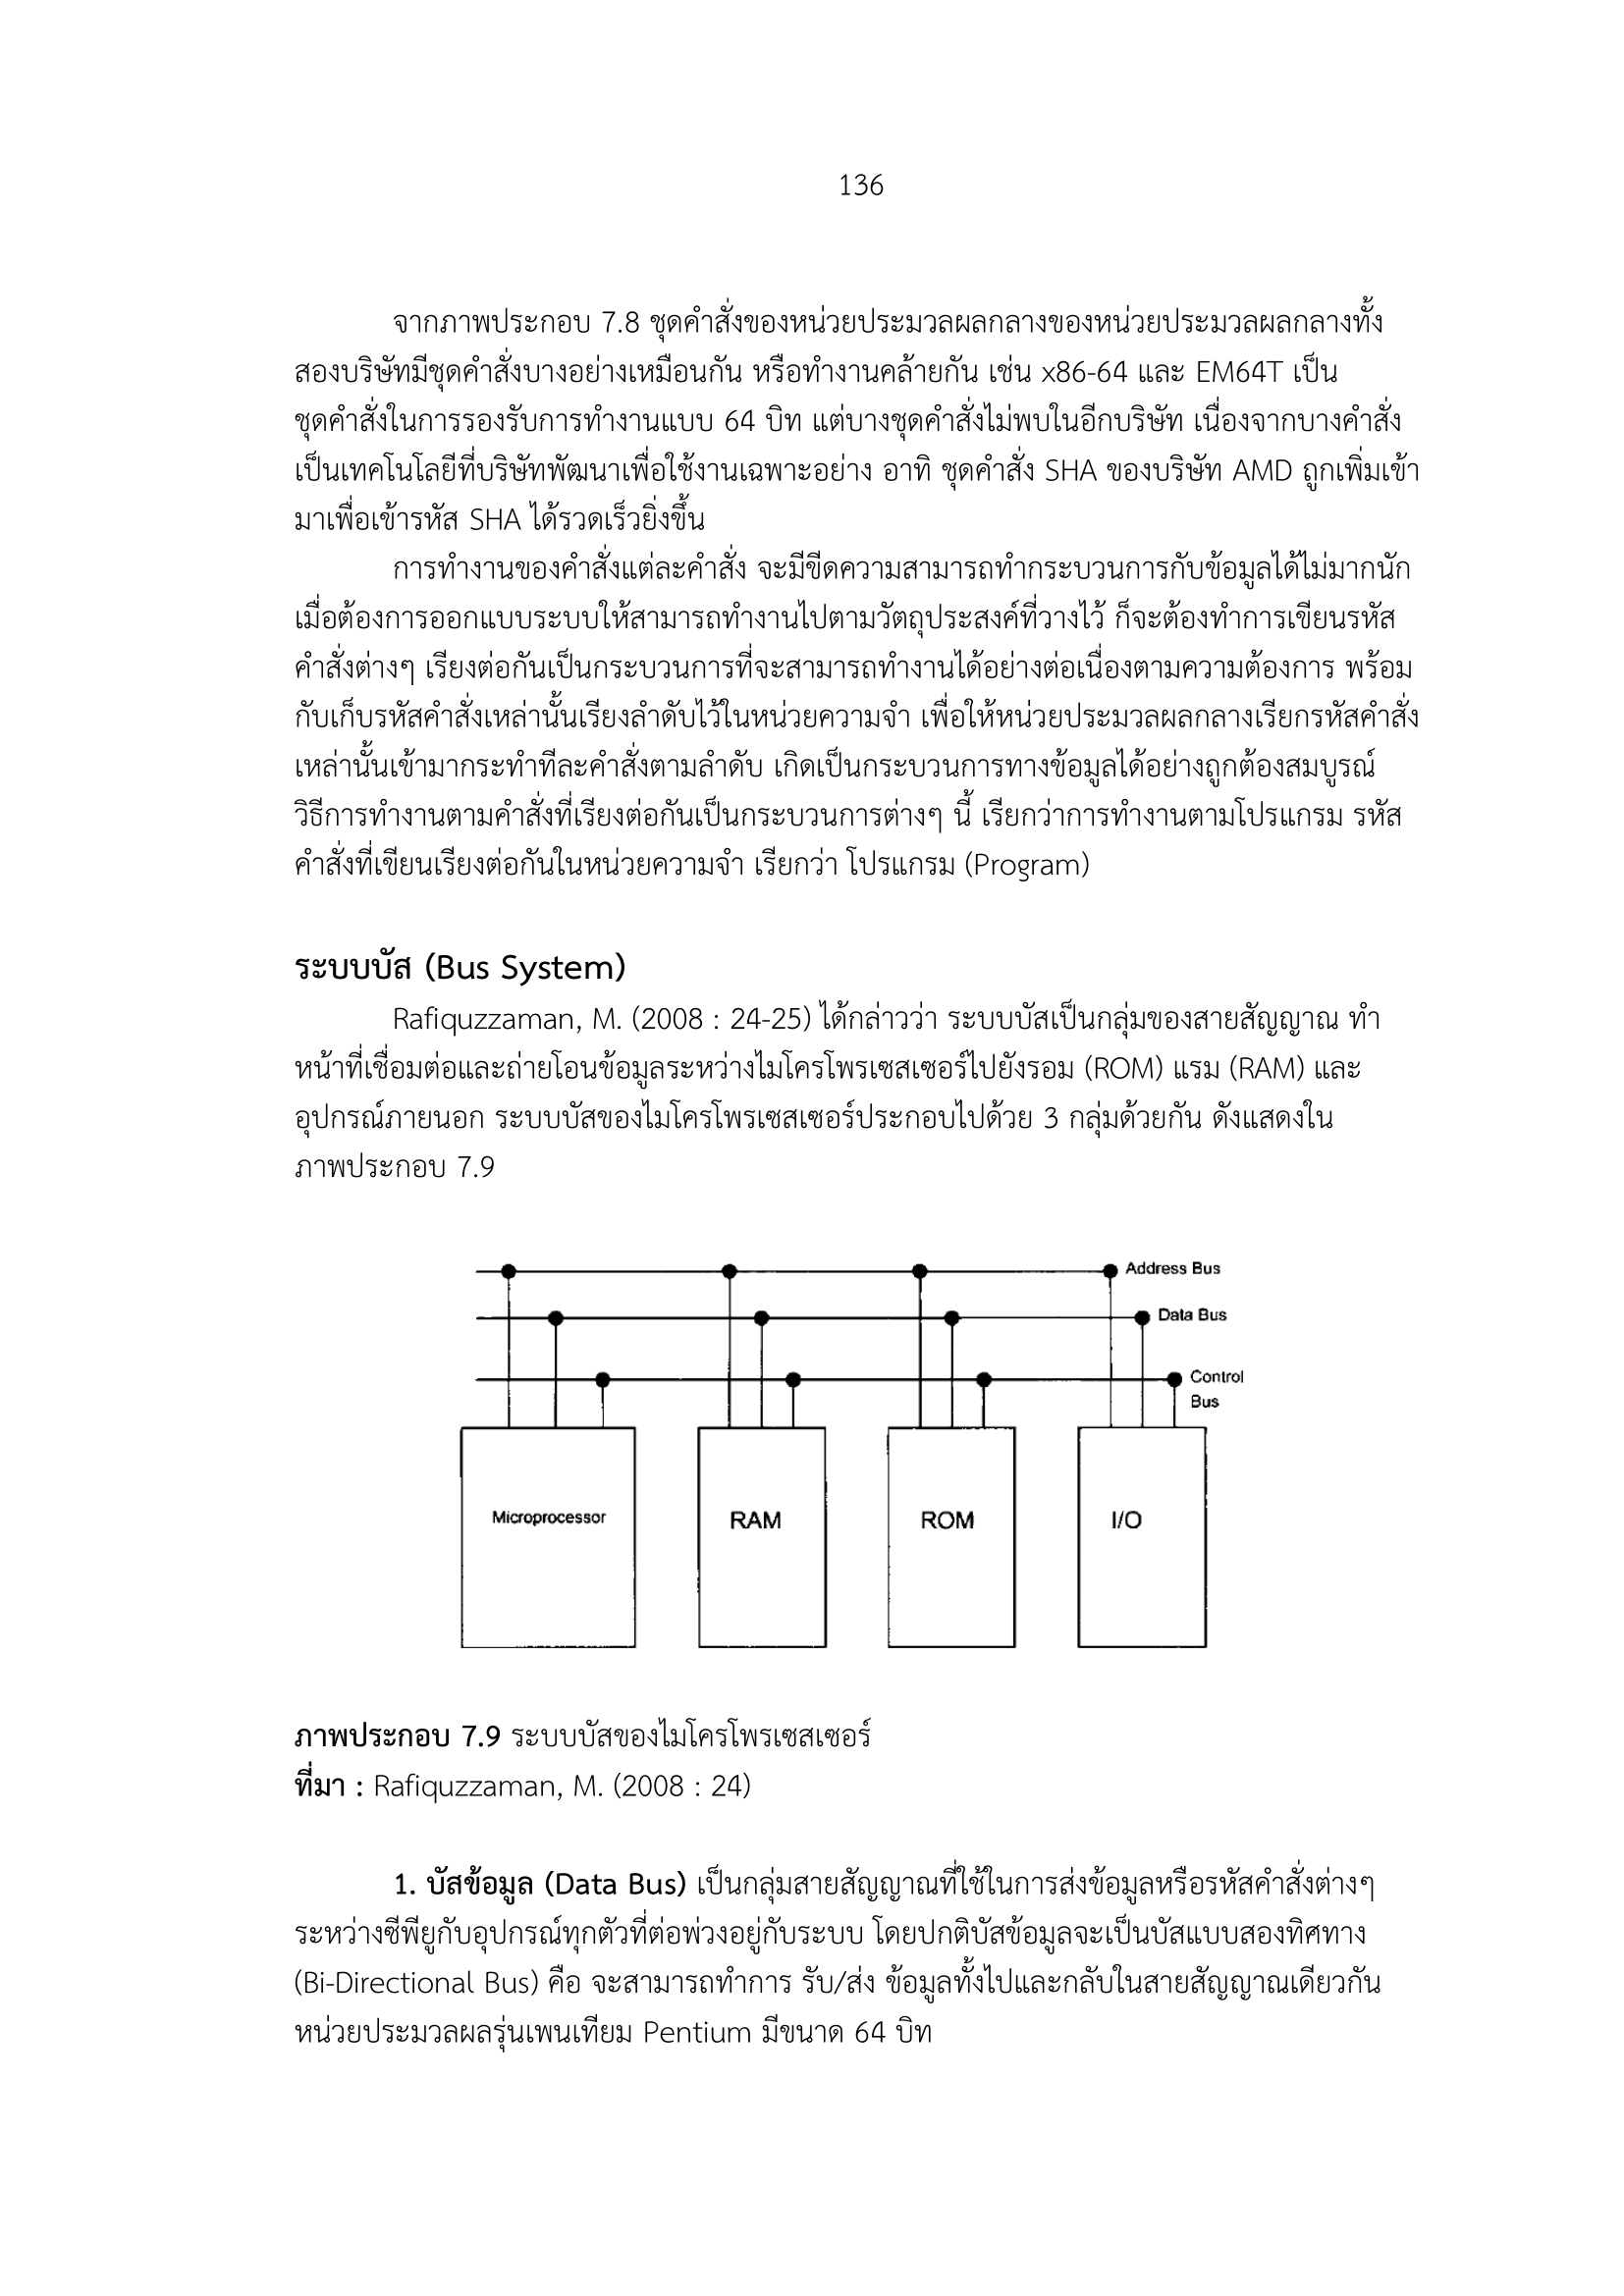 136
จากภาพประกอบ 7.8 ชุดคำสั่งของหน่วยประมวลผลกลางของหน่วยประมวลผลกลางทั้ง
สองบริษัทมีชุดคำสั่งบางอย่างเหมือนกัน หรือทำงานคล้ายกัน เช่น x86-64 และ EM64T เป็น
ชุดคำสั่งในการรองรับการทำงานแบบ 64 บิท แต่บางชุดคำสั่งไม่พบในอีกบริษัท เนื่องจากบางคำสั่ง
เป็นเทคโนโลยีที่บริษัทพัฒนาเพื่อใช้งานเฉพาะอย่าง อาทิ ชุดคำสั่ง SHA ของบริษัท AMD ถูกเพิ่มเข้า
มาเพื่อเข้ารหัส SHA ได้รวดเร็วยิ่งขึ้น
การทำงานของคำสั่งแต่ละคำสั่ง จะมีขีดความสามารถทำกระบวนการกับข้อมูลได้ไม่มากนัก
เมื่อต้องการออกแบบระบบให้สามารถทำงานไปตามวัตถุประสงค์ที่วางไว้ ก็จะต้องทำการเขียนรหัส
คำสั่งต่างๆ เรียงต่อกันเป็นกระบวนการที่จะสามารถทำงานได้อย่างต่อเนื่องตามความต้องการ พร้อม
กับเก็บรหัสคำสั่งเหล่านั้นเรียงลำดับไว้ในหน่วยความจำ เพื่อให้หน่วยประมวลผลกลางเรียกรหัสคำสั่ง
เหล่านั้นเข้ามากระทำทีละคำสั่งตามลำดับ เกิดเป็นกระบวนการทางข้อมูลได้อย่างถูกต้องสมบูรณ์
วิธีการทำงานตามคำสั่งที่เรียงต่อกันเป็นกระบวนการต่างๆ นี้ เรียกว่าการทำงานตามโปรแกรม รหัส
คำสั่งที่เขียนเรียงต่อกันในหน่วยความจำ เรียกว่า โปรแกรม (Program)
ระบบบัส (Bus System)
Rafiquzzaman, M. (2008 : 24-25) ได้กล่าวว่า ระบบบัสเป็นกลุ่มของสายสัญญาณ ทำ
หน้าที่เชื่อมต่อและถ่ายโอนข้อมูลระหว่างไมโครโพรเซสเซอร์ไปยังรอม (ROM) แรม (RAM) และ
อุปกรณ์ภายนอก ระบบบัสของไมโครโพรเซสเซอร์ประกอบไปด้วย 3 กลุ่มด้วยกัน ดังแสดงใน
ภาพประกอบ 7.9
Address Bus
Data Bus
Control
Bus
Microprocessor
RAM
ROM
I/O
ภาพประกอบ 7.9 ระบบบัสของไมโครโพรเซสเซอร์
ที่มา : Rafiquzzaman, M. (2008 : 24)
1. บัสข้อมูล (Data Bus) เป็นกลุ่มสายสัญญาณที่ใช้ในการส่งข้อมูลหรือรหัสคำสั่งต่างๆ
ระหว่างซีพียูกับอุปกรณ์ทุกตัวที่ต่อพ่วงอยู่กับระบบ โดยปกติบัสข้อมูลจะเป็นบัสแบบสองทิศทาง
(Bi-Directional Bus) คือ จะสามารถทำการ รับ/ส่ง ข้อมูลทั้งไปและกลับในสายสัญญาณเดียวกัน
หน่วยประมวลผลรุ่นเพนเทียม Pentium มีขนาด 64 บิท